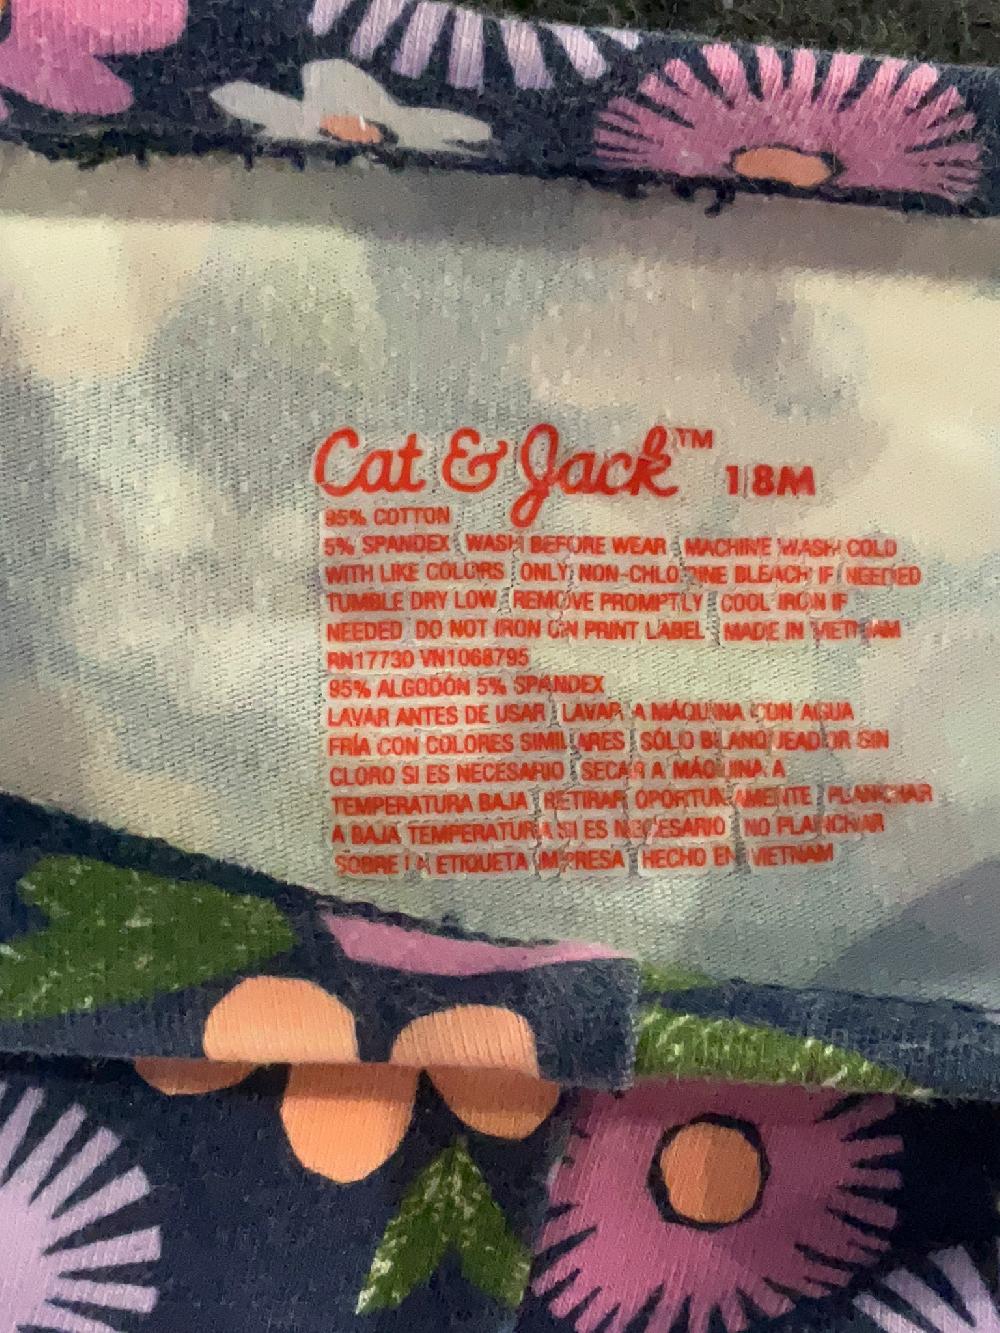 Cat & Jack™ 18M
95% COTTON
5% SPANDEX WASH BEFORE WEAR MACHINE WASH COLD
WITH LIKE COLORS ONLY NON-CHLORINE BLEACH IF NEEDED
TUMBLE DRY LOW REMOVE PROMPTLY COOL IRON IF
NEEDED DO NOT IRON ON PRINT LABEL MADE IN VIETNAM
RN17730 VN1068795
95% ALGODÓN 5% SPANDEX
LAVAR ANTES DE USAR LAVAR A MÁQUINA CON AGUA
FRÍA CON COLORES SIMILARES SÓLO BLANQUEADOR SIN
CLORO SI ES NECESARIO SECAR A MÁQUINA A
TEMPERATURA BAJA RETIRAR OPORTUNAMENTE PLANCHAR
A BAJA TEMPERATURA SI ES NECESARIO NO PLANCHAR
SOBRE LA ETIQUETA IMPRESA HECHO EN VIETNAM